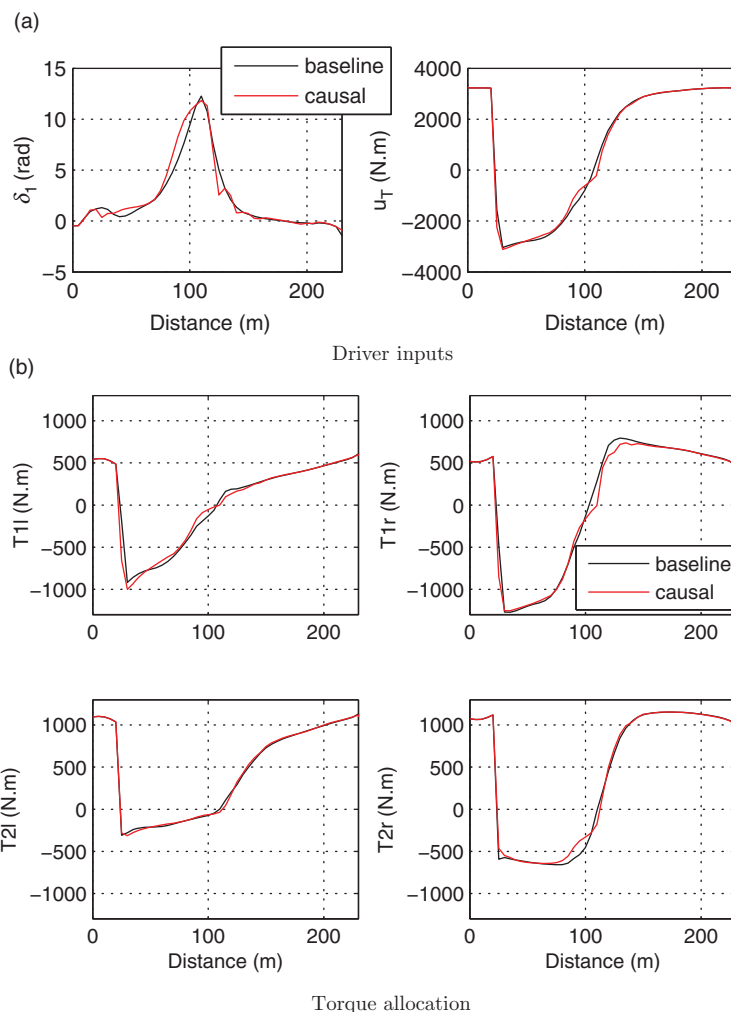 (a)
baseline
causal
15
10
5
0
−5
δ1 (rad)
0
100
200
Distance (m)
4000
2000
0
−2000
−4000
uT (N.m)
0
100
200
Distance (m)
Driver inputs
(b)
1000
500
0
−500
−1000
T1l (N.m)
0
100
200
1000
500
0
−500
−1000
T1r (N.m)
baseline
causal
0
100
200
1000
500
0
−500
−1000
T2l (N.m)
0
100
200
Distance (m)
1000
500
0
−500
−1000
T2r (N.m)
0
100
200
Distance (m)
Torque allocation